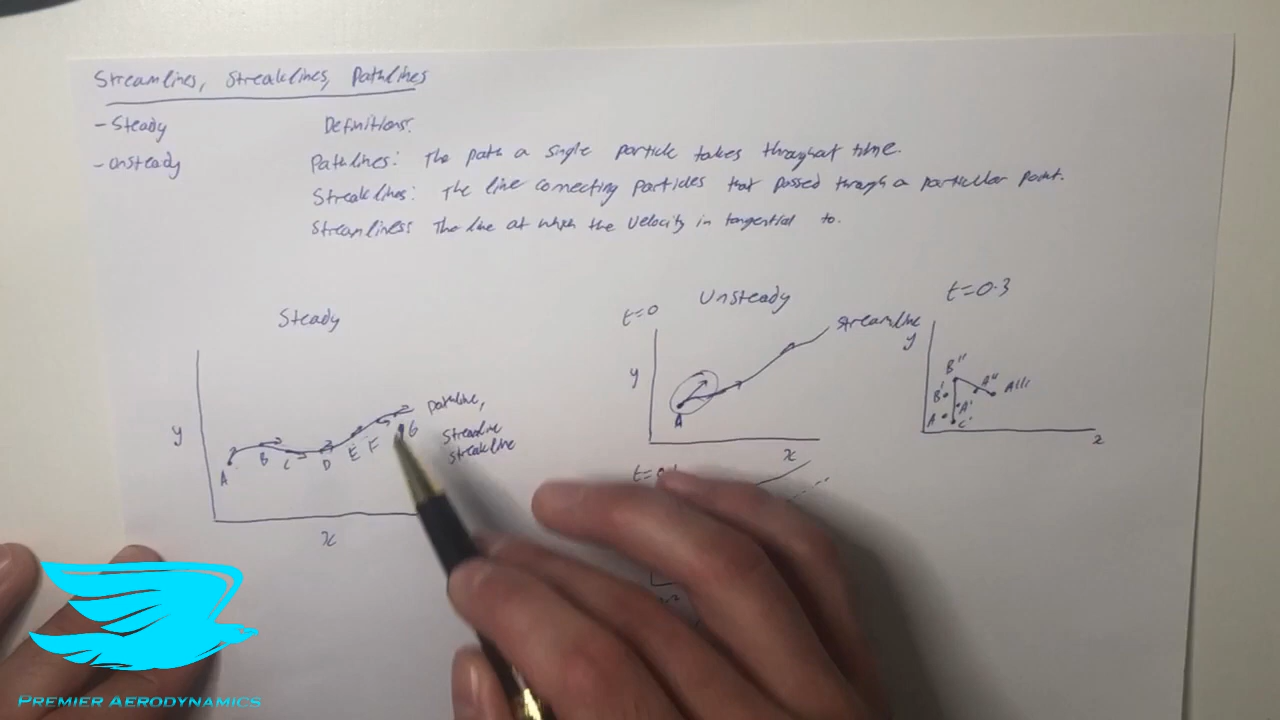 Streamlines, Streaklines, Pathlines
- Steady
- unsteady
Definitions:
Pathlines: The path a single particle takes throughout time.
Streaklines: The line connecting particles that passed through a particular point.
Streamlines: The line at which the velocity in tangential to.
Steady
y
A B C D E F G
Pathline,
Streamline
Streakline
x
Unsteady
t=0
y
A
streamline
x
t=0.3
y
B''
B' A'' A'''
A A'
C'
x
PREMIER AERODYNAMICS